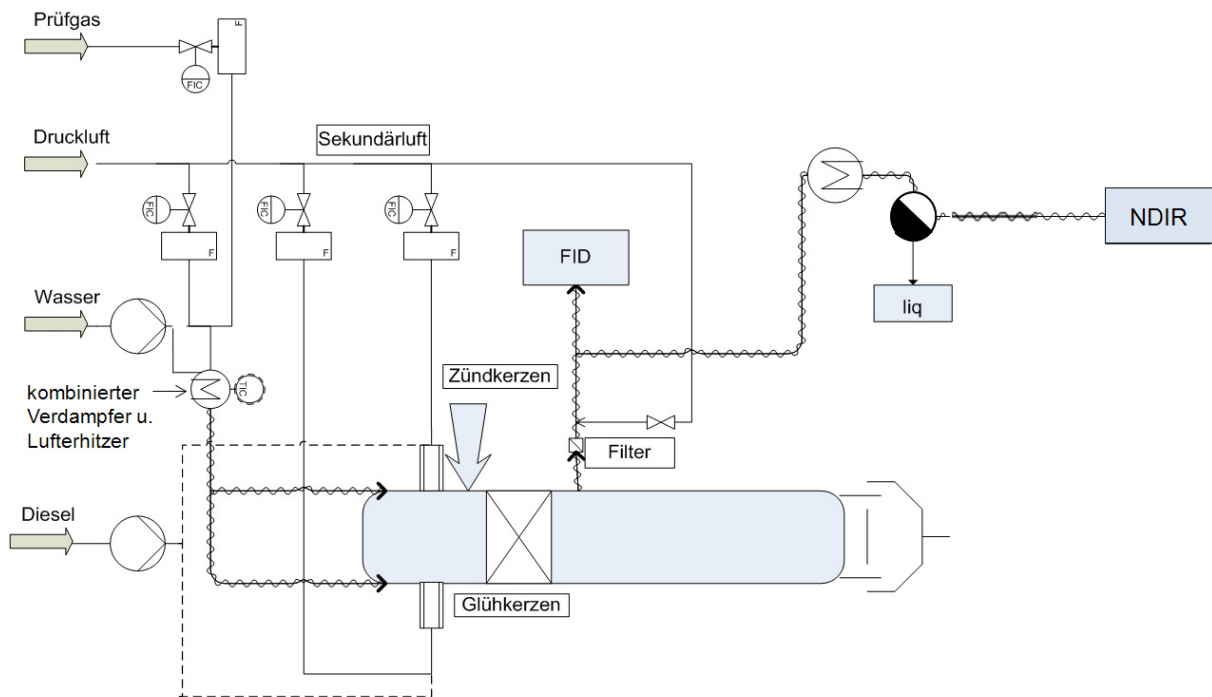 Prüfgas
F
FIC
Druckluft
Sekundärluft
FIC
FIC
FIC
F
F
F
NDIR
FID
Wasser
liq
Zündkerzen
TIC
kombinierter
Verdampfer u.
Lufterhitzer
Filter
Diesel
Glühkerzen